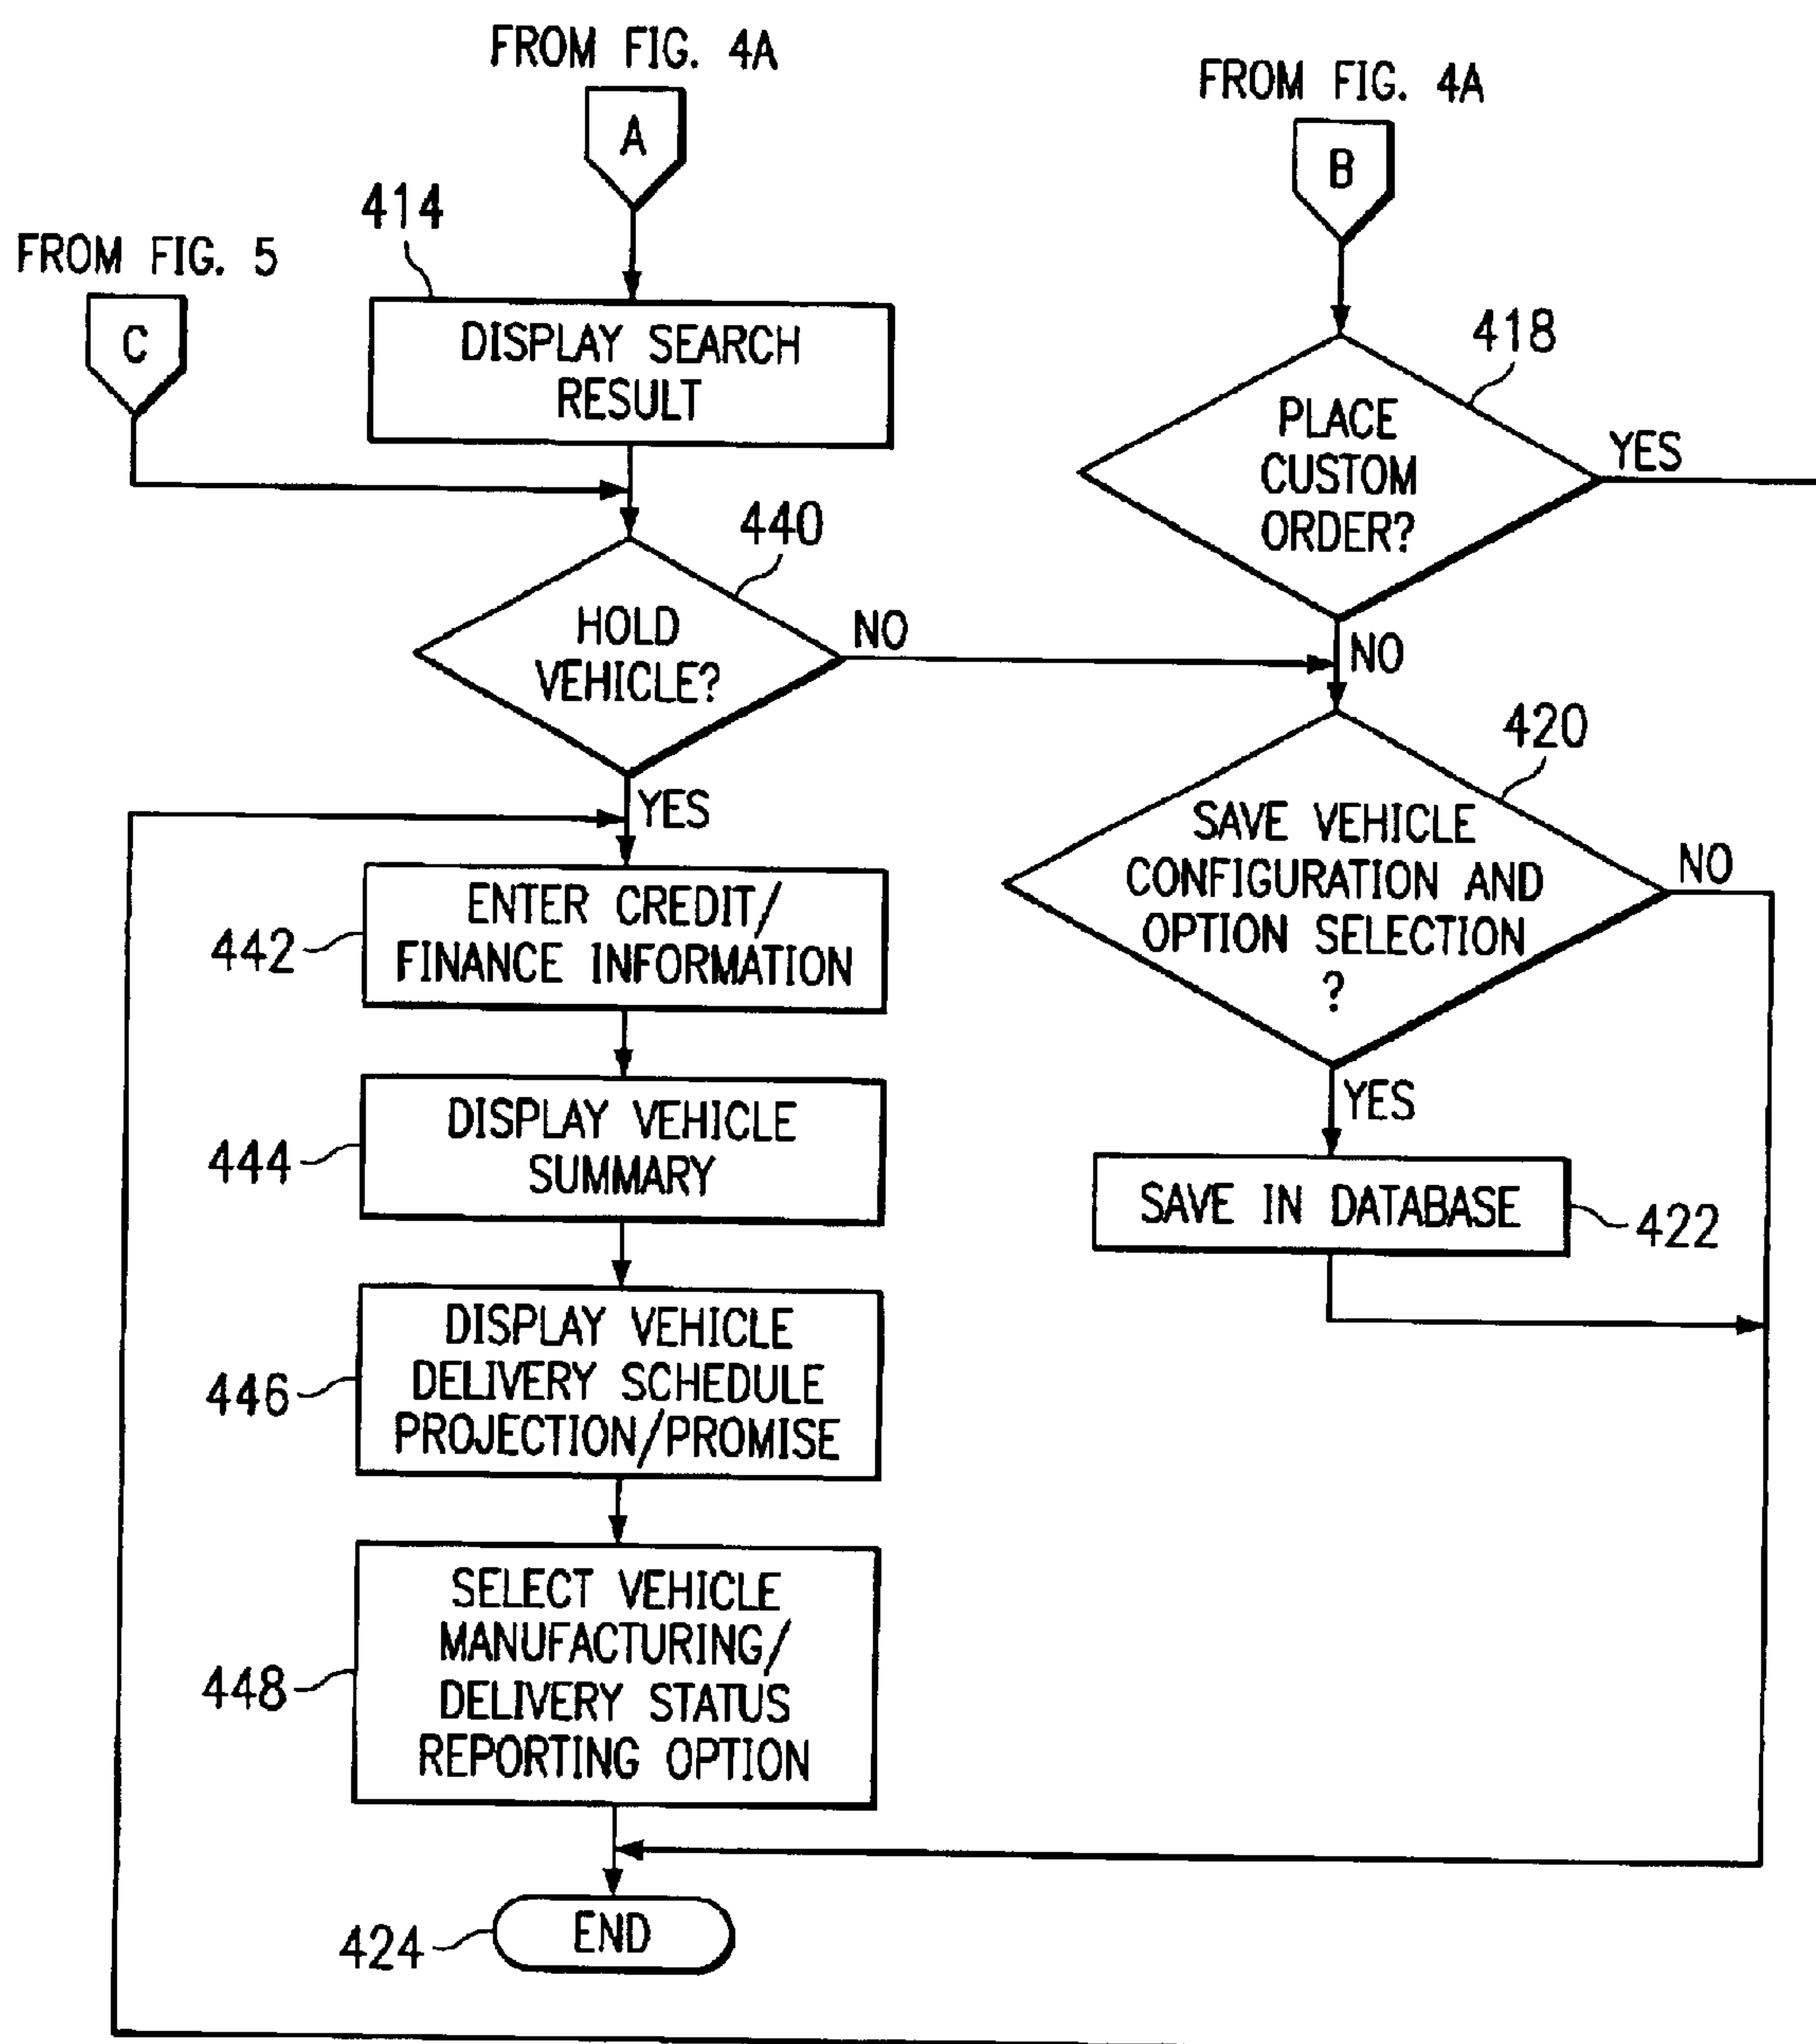 FROM FIG. 4A
A
FROM FIG. 4A
B
FROM FIG. 5
C
414
DISPLAY SEARCH
RESULT
418
PLACE
CUSTOM
ORDER?
YES
NO
440
HOLD
VEHICLE?
NO
YES
420
SAVE VEHICLE
CONFIGURATION AND
OPTION SELECTION
?
NO
YES
442
ENTER CREDIT/
FINANCE INFORMATION
444
DISPLAY VEHICLE
SUMMARY
SAVE IN DATABASE
422
446
DISPLAY VEHICLE
DELIVERY SCHEDULE
PROJECTION/PROMISE
448
SELECT VEHICLE
MANUFACTURING/
DELIVERY STATUS
REPORTING OPTION
424
END